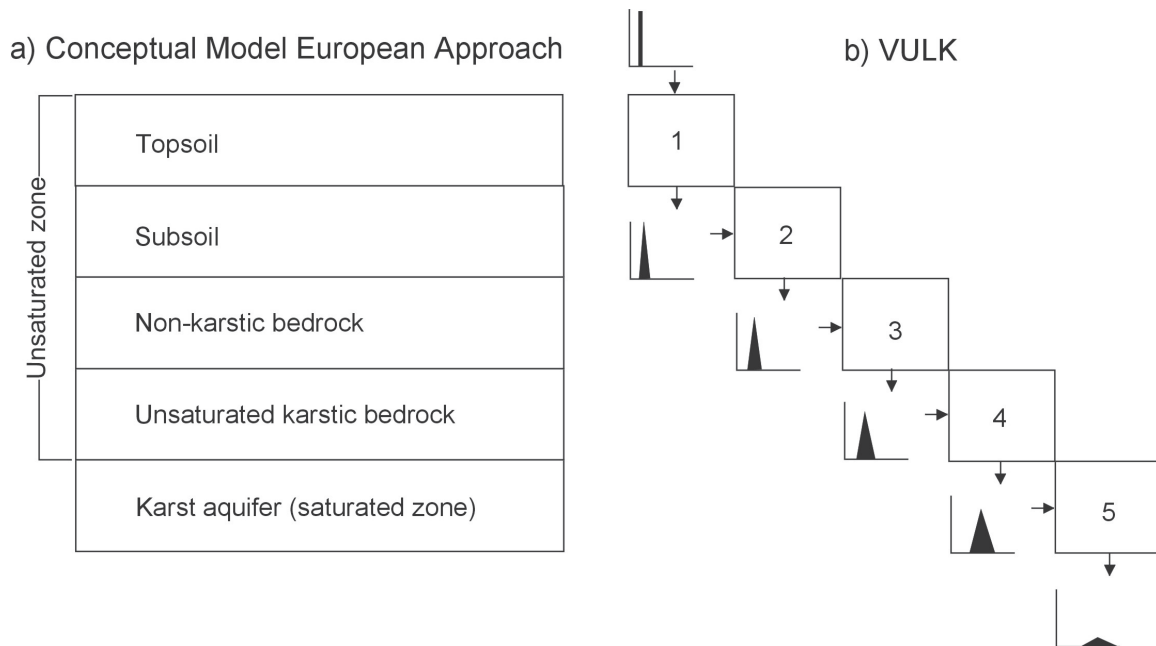 a) Conceptual Model European Approach
Unsaturated zone
Topsoil
Subsoil
Non-karstic bedrock
Unsaturated karstic bedrock
Karst aquifer (saturated zone)
b) VULK
1
2
3
4
5